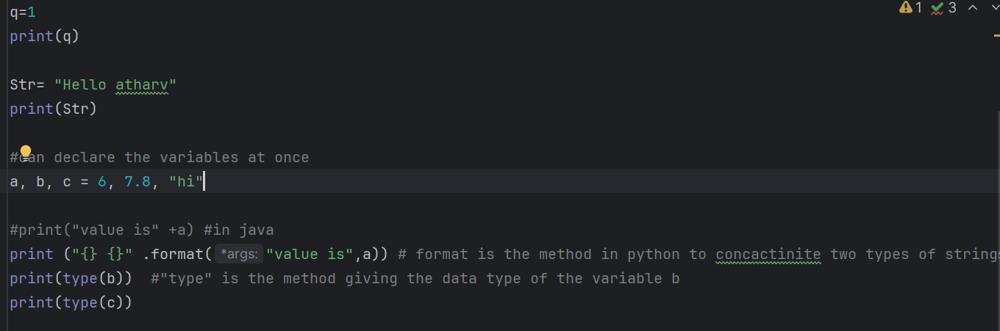 q=1
1 3
print(q)
Str= "Hello atharv"
print(Str)
#can declare the variables at once
a, b, c = 6, 7.8, "hi"
#print("value is" +a) #in java
print ("{} {}" .format( *args: "value is",a)) # format is the method in python to concactinite two types of strings
print(type(b))  #"type" is the method giving the data type of the variable b
print(type(c))